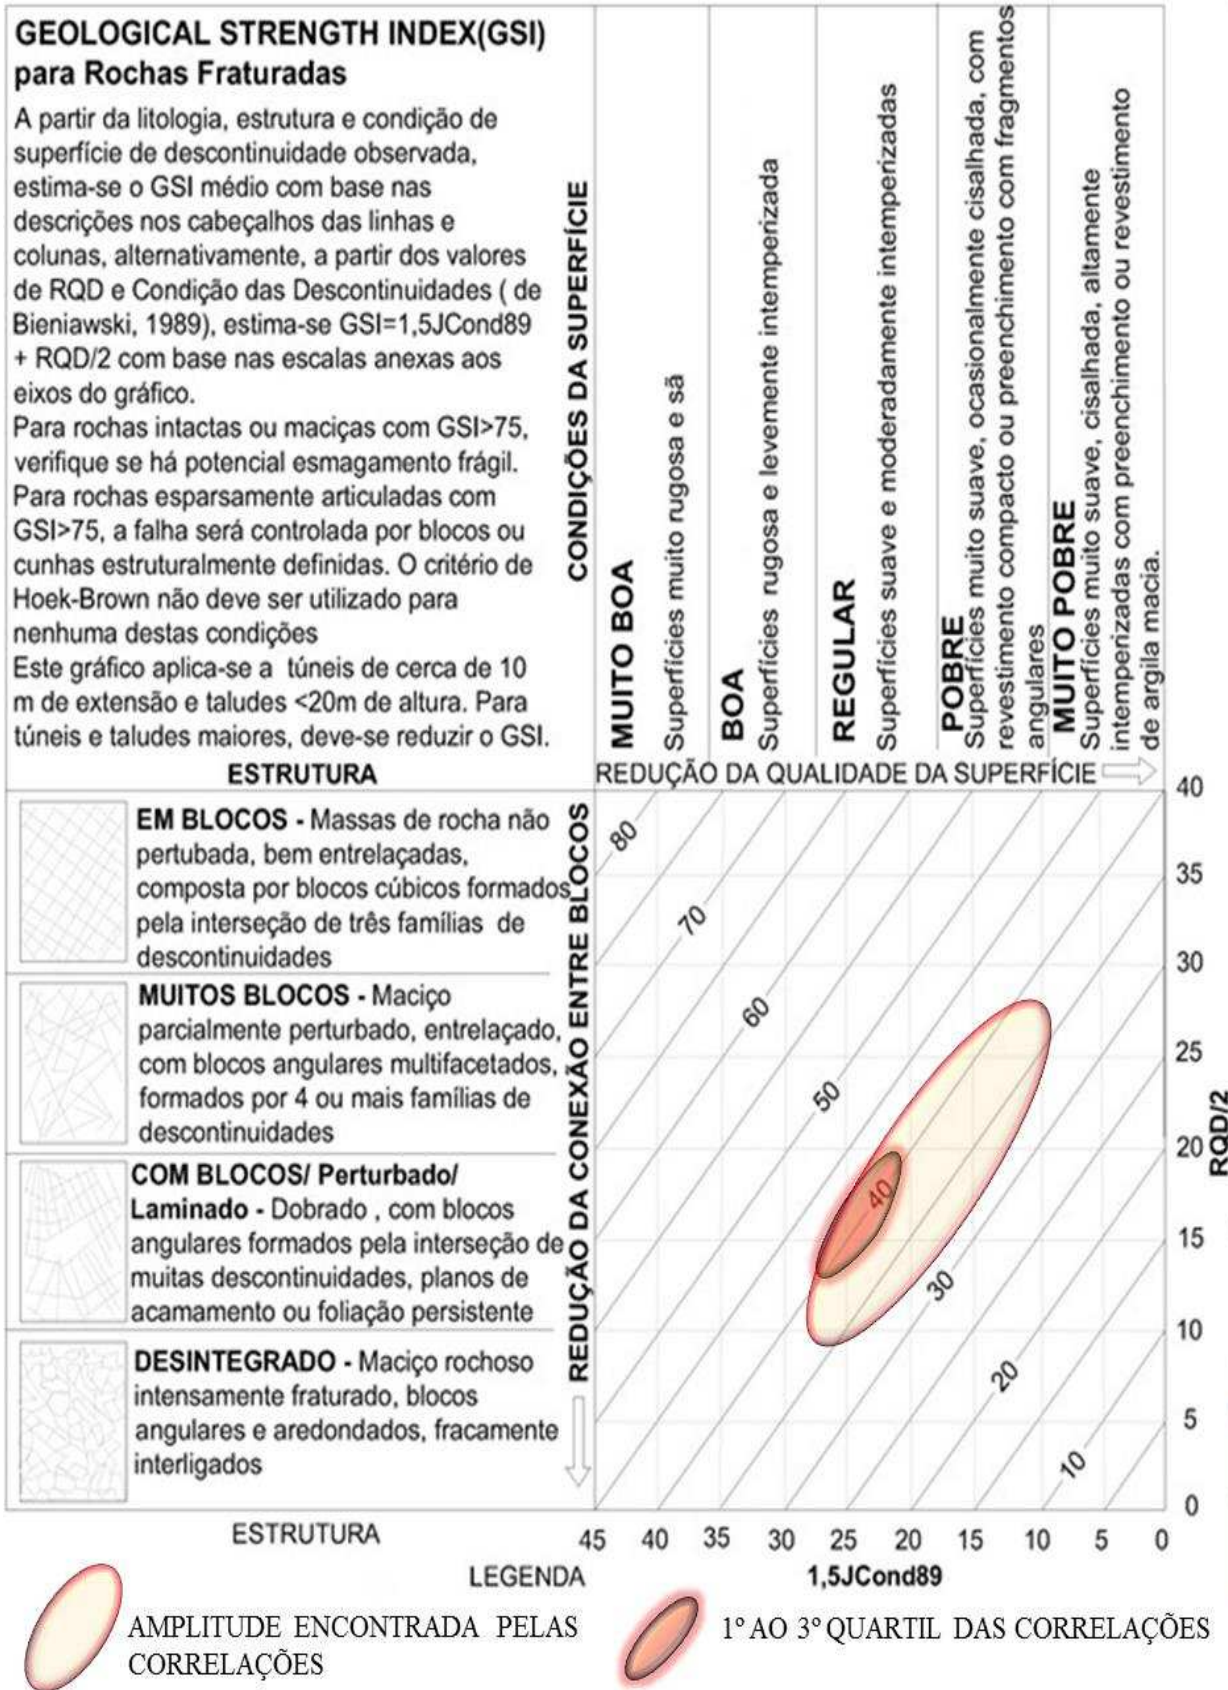 GEOLOGICAL STRENGTH INDEX(GSI)
para Rochas Fraturadas
A partir da litologia, estrutura e condição de
superfície de descontinuidade observada,
estima-se o GSI médio com base nas
descrições nos cabeçalhos das linhas e
colunas, alternativamente, a partir dos valores
de RQD e Condição das Descontinuidades ( de
Bieniawski, 1989), estima-se GSI=1,5JCond89
+ RQD/2 com base nas escalas anexas aos
eixos do gráfico.
Para rochas intactas ou maciças com GSI>75,
verifique se há potencial esmagamento frágil.
Para rochas esparsamente articuladas com
GSI>75, a falha será controlada por blocos ou
cunhas estruturalmente definidas. O critério de
Hoek-Brown não deve ser utilizado para
nenhuma destas condições
Este gráfico aplica-se a túneis de cerca de 10
m de extensão e taludes <20m de altura. Para
túneis e taludes maiores, deve-se reduzir o GSI.
CONDIÇÕES DA SUPERFÍCIE
MUITO BOA
Superfícies muito rugosa e sã
BOA
Superfícies rugosa e levemente intemperizada
REGULAR
Superfícies suave e moderadamente intemperizadas
POBRE
Superfícies muito suave, ocasionalmente cisalhada, com
revestimento compacto ou preenchimento com fragmentos
angulares
MUITO POBRE
Superfícies muito suave, cisalhada, altamente
intemperizadas com preenchimento ou revestimento
de argila macia.
ESTRUTURA
REDUÇÃO DA QUALIDADE DA SUPERFÍCIE
EM BLOCOS - Massas de rocha não
pertubada, bem entrelaçadas,
composta por blocos cúbicos formados
pela interseção de três famílias de
descontinuidades
MUITOS BLOCOS - Maciço
parcialmente perturbado, entrelaçado,
com blocos angulares multifacetados,
formados por 4 ou mais famílias de
descontinuidades
COM BLOCOS/ Perturbado/
Laminado - Dobrado , com blocos
angulares formados pela interseção de
muitas descontinuidades, planos de
acamamento ou foliação persistente
DESINTEGRADO - Maciço rochoso
intensamente fraturado, blocos
angulares e aredondados, fracamente
interligados
REDUÇÃO DA CONEXÃO ENTRE BLOCOS
80
70
60
50
40
30
20
10
40
35
30
25
20
15
10
5
0
RQD/2
ESTRUTURA
45 40 35 30 25 20 15 10 5 0
LEGENDA
1,5JCond89
AMPLITUDE ENCONTRADA PELAS
CORRELAÇÕES
1º AO 3º QUARTIL DAS CORRELAÇÕES